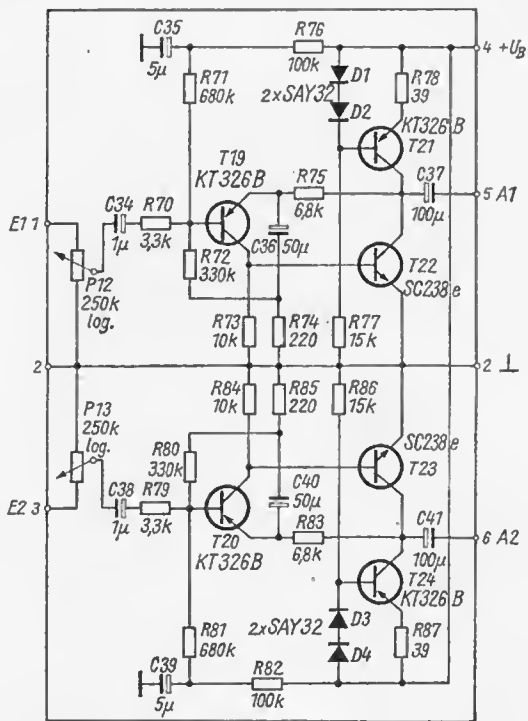 C35
5µ
R76
100k
4 +U_B
R71
680k
D1
2xSAY32
D2
R78
39
KT326B
T21
T19
KT326B
R75
6,8k
C37
100µ
5 A1
C34
1µ
R70
3,3k
E1 1
P12
250k
log.
R72
330k
C36
50µ
T22
SC238e
R73
10k
R74
220
R77
15k
2
2 ⊥
R84
10k
R85
220
R86
15k
P13
250k
log.
R80
330k
SC238e
T23
C38
1µ
R79
3,3k
C40
50µ
R83
6,8k
C41
100µ
E2 3
6 A2
T20
KT326B
T24
KT326B
R81
680k
2xSAY32
D3
D4
R87
39
C39
5µ
R82
100k